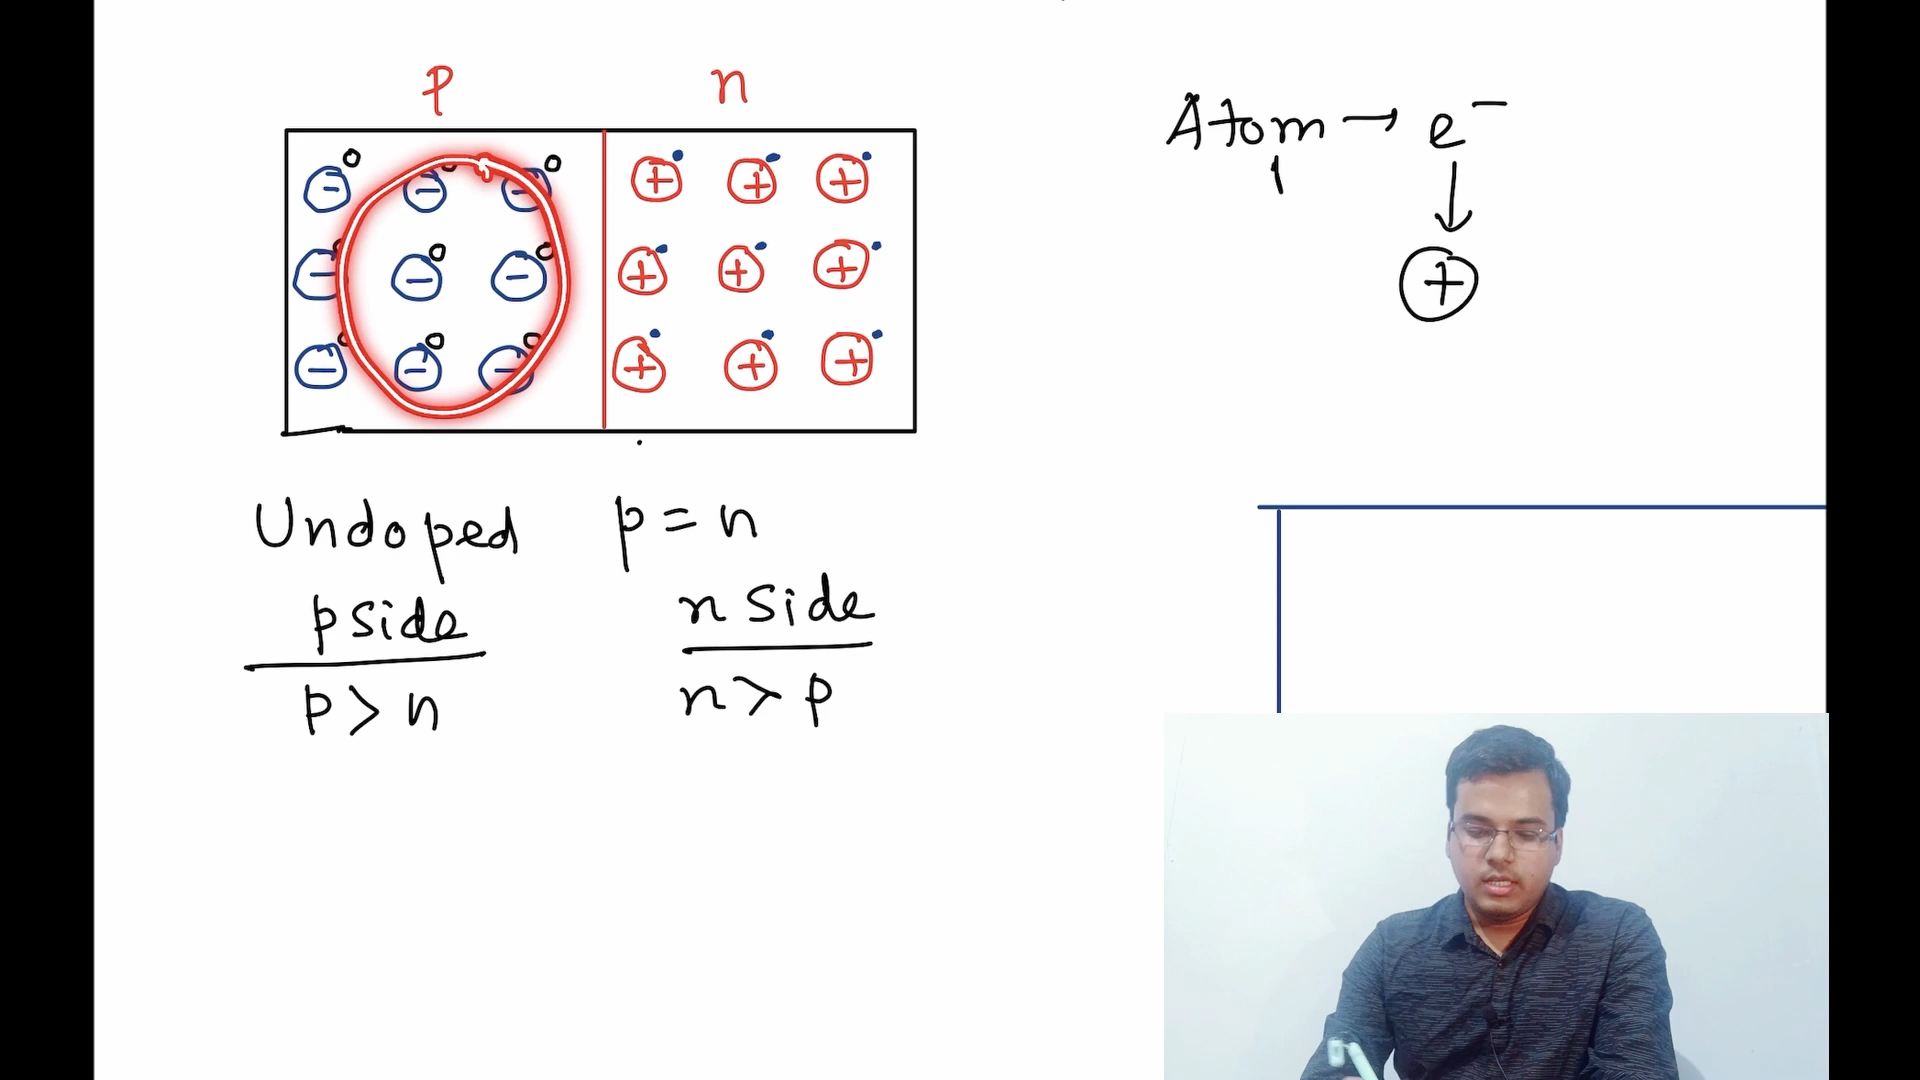 p n
− − − + + +
− − − + + +
− − − + + +
Atom → e⁻
↓
+
Undoped p = n
p side n side
p > n n > p